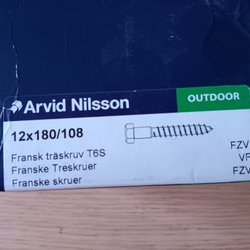 Arvid Nilsson
OUTDOOR
12x180/108
Fransk träskruv T6S
Franske Treskruer
Franske skruer
FZV
VF
FZV